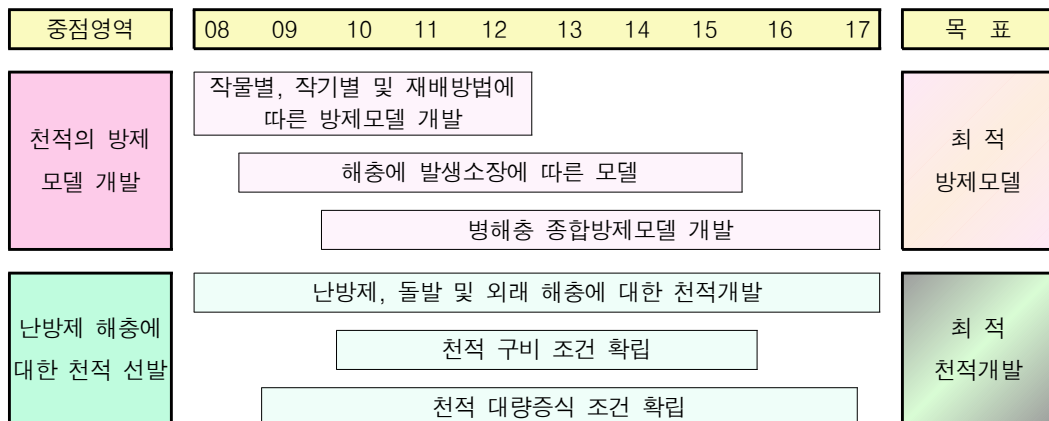 중점영역
08 09 10 11 12 13 14 15 16 17
목 표
천적의 방제
모델 개발
작물별, 작기별 및 재배방법에
따른 방제모델 개발
해충에 발생소장에 따른 모델
병해충 종합방제모델 개발
최 적
방제모델
난방제 해충에
대한 천적 선발
난방제, 돌발 및 외래 해충에 대한 천적개발
천적 구비 조건 확립
천적 대량증식 조건 확립
최 적
천적개발